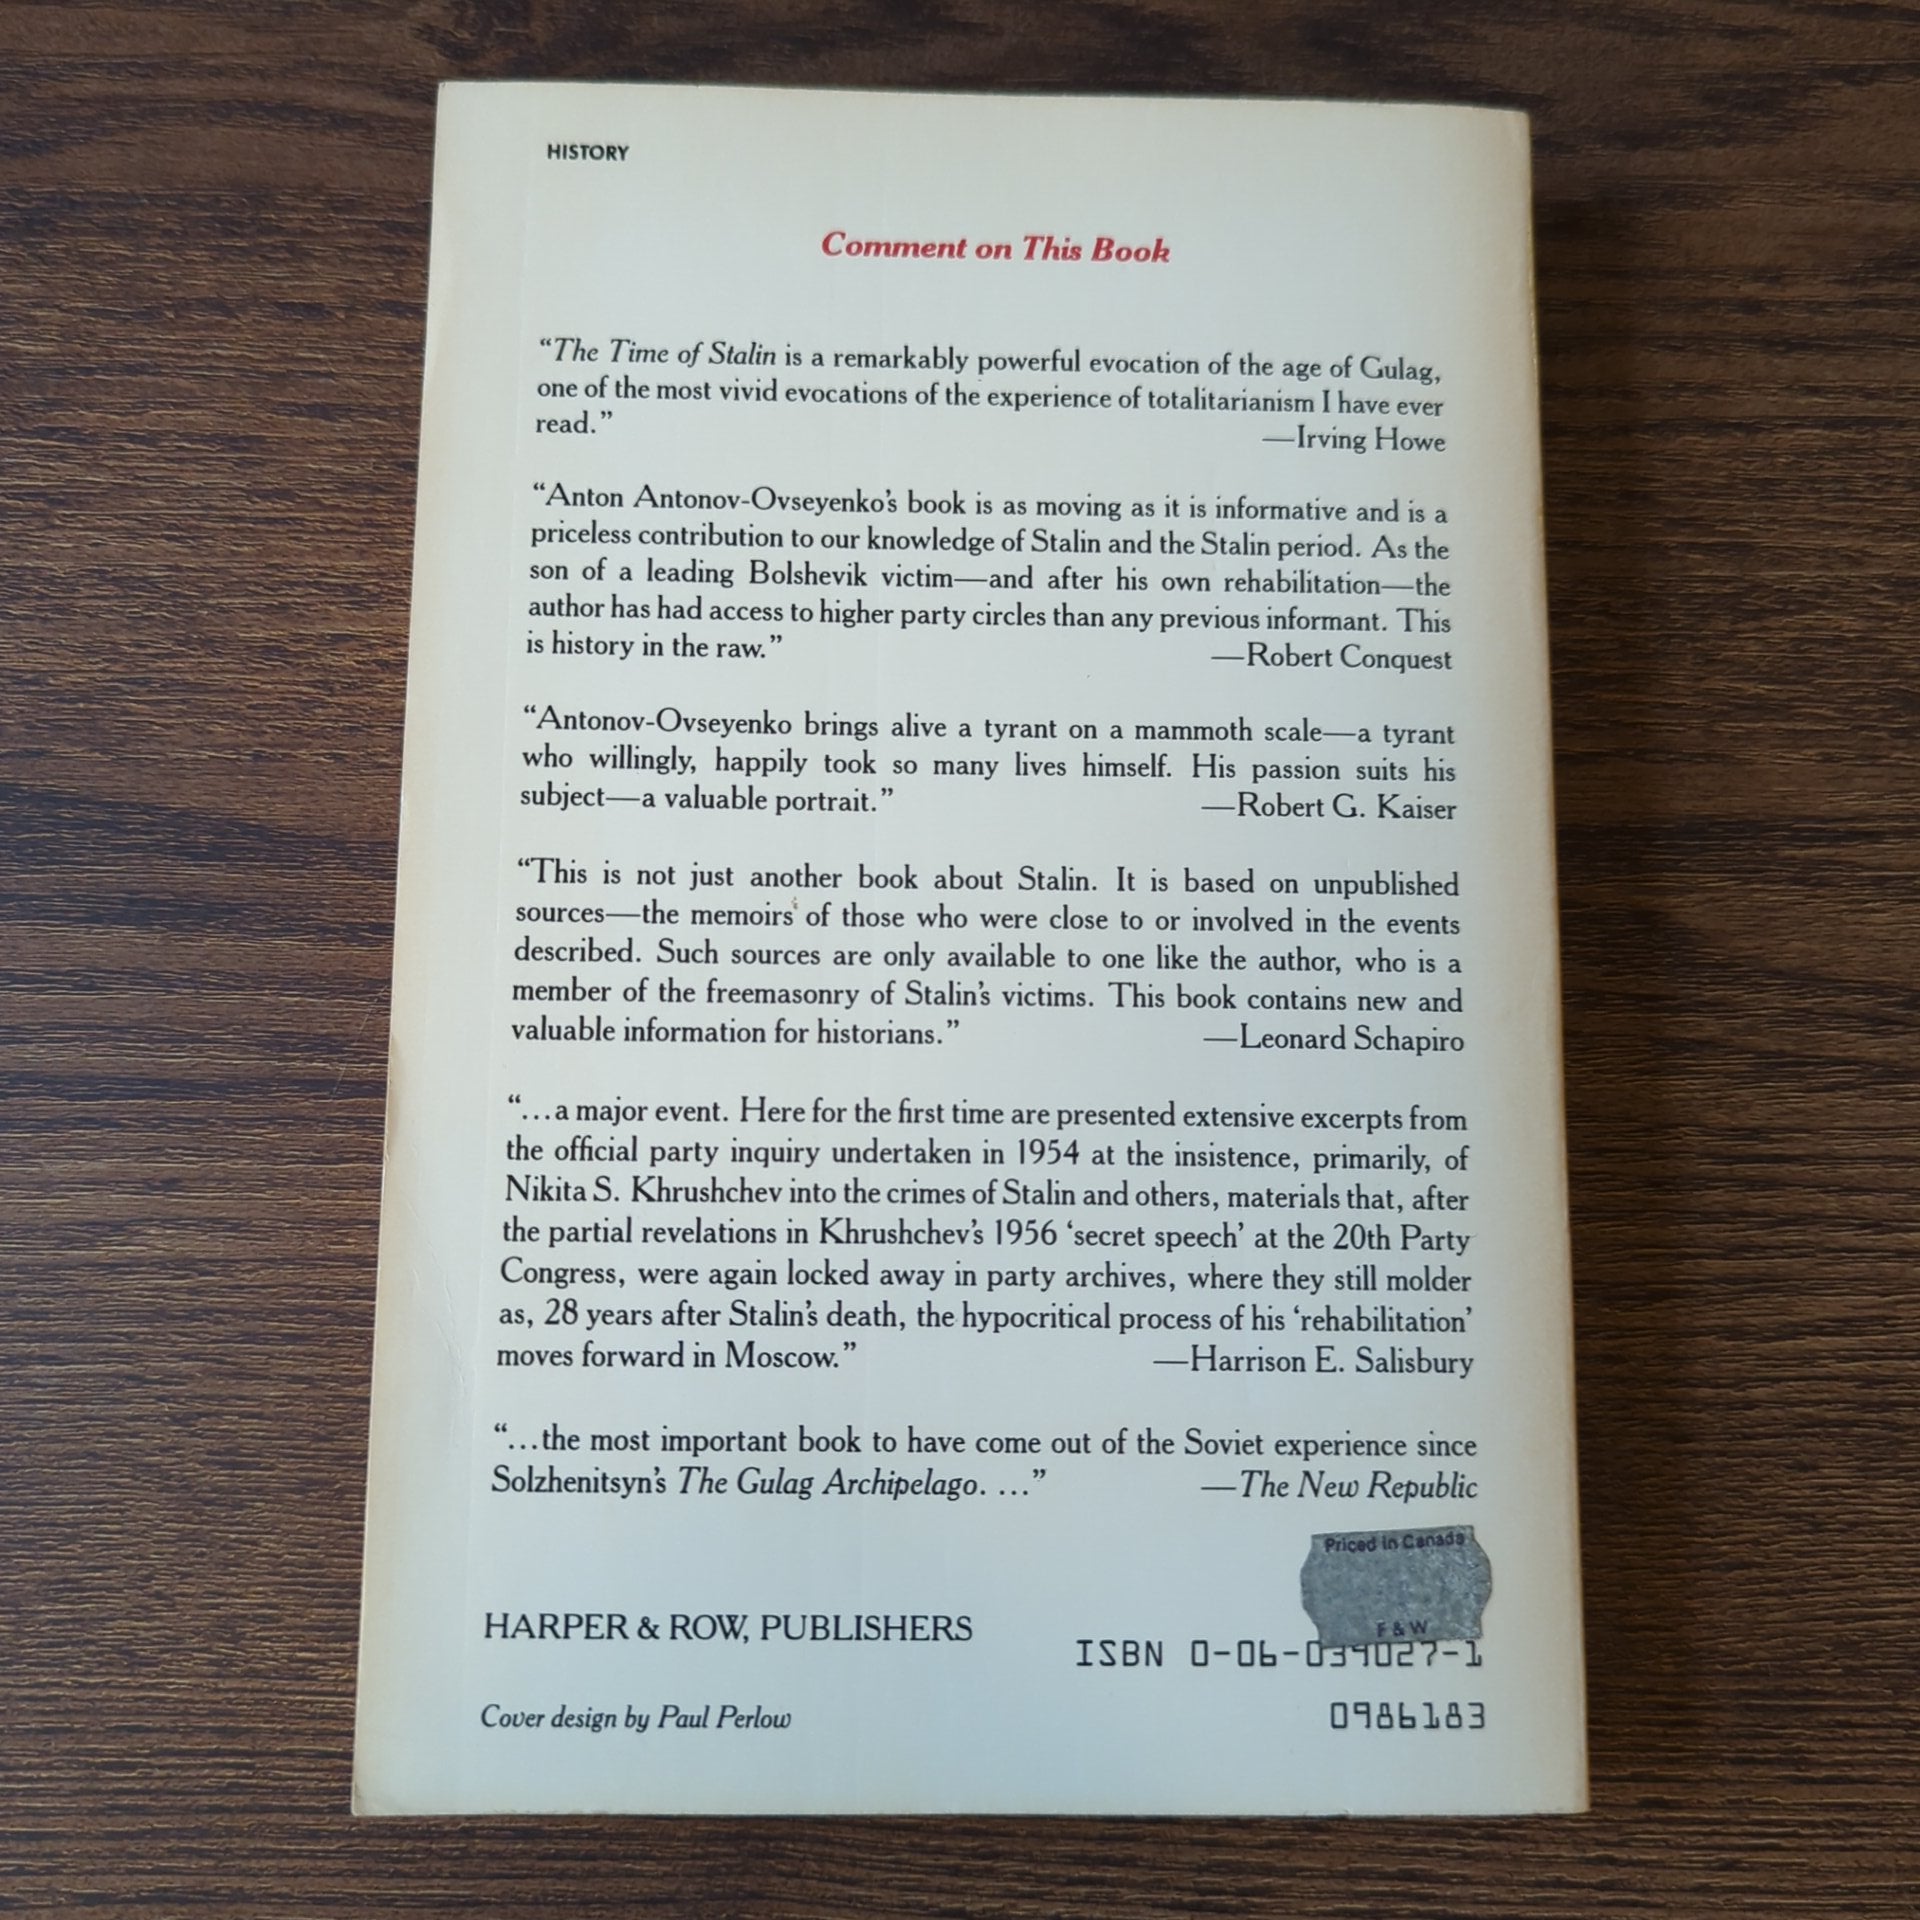 HISTORY
Comment on This Book
“The Time of Stalin is a remarkably powerful evocation of the age of Gulag,
one of the most vivid evocations of the experience of totalitarianism I have ever
read.”
—Irving Howe
“Anton Antonov-Ovseyenko’s book is as moving as it is informative and is a
priceless contribution to our knowledge of Stalin and the Stalin period. As the
son of a leading Bolshevik victim—and after his own rehabilitation—the
author has had access to higher party circles than any previous informant. This
is history in the raw.”
—Robert Conquest
“Antonov-Ovseyenko brings alive a tyrant on a mammoth scale—a tyrant
who willingly, happily took so many lives himself. His passion suits his
subject—a valuable portrait.”
—Robert G. Kaiser
“This is not just another book about Stalin. It is based on unpublished
sources—the memoirs of those who were close to or involved in the events
described. Such sources are only available to one like the author, who is a
member of the freemasonry of Stalin’s victims. This book contains new and
valuable information for historians.”
—Leonard Schapiro
“...a major event. Here for the first time are presented extensive excerpts from
the official party inquiry undertaken in 1954 at the insistence, primarily, of
Nikita S. Khrushchev into the crimes of Stalin and others, materials that, after
the partial revelations in Khrushchev’s 1956 ‘secret speech’ at the 20th Party
Congress, were again locked away in party archives, where they still molder
as, 28 years after Stalin’s death, the hypocritical process of his ‘rehabilitation’
moves forward in Moscow.”
—Harrison E. Salisbury
“...the most important book to have come out of the Soviet experience since
Solzhenitsyn’s The Gulag Archipelago. ...”
—The New Republic
Priced in Canada
F & W
HARPER & ROW, PUBLISHERS
ISBN 0-06-039027-1
Cover design by Paul Perlow
0986183